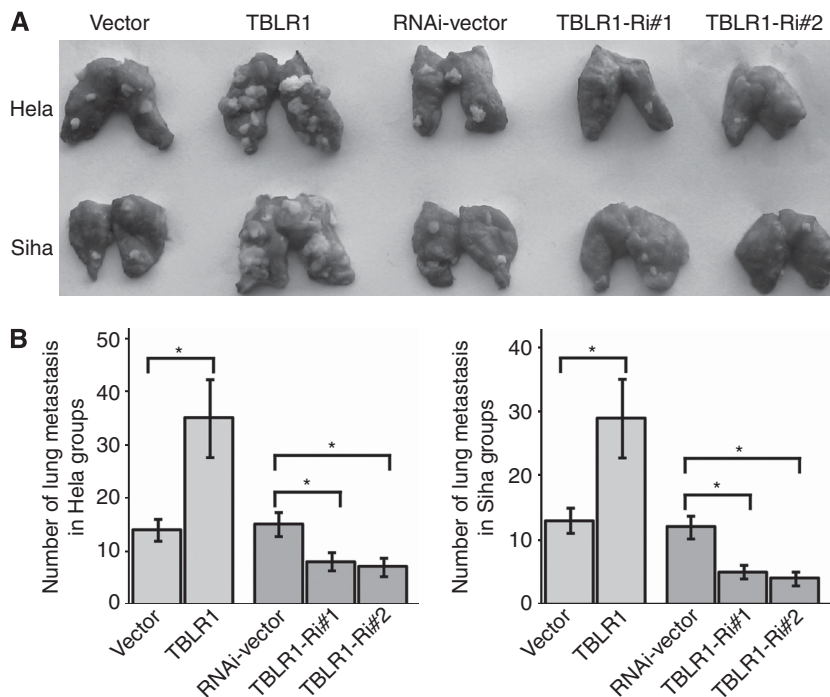 A
Vector TBLR1 RNAi-vector TBLR1-Ri#1 TBLR1-Ri#2
Hela
Siha
B
Number of lung metastasis
in Hela groups
50
40
30
20
10
0
*
*
*
Vector TBLR1 RNAi-vector TBLR1-Ri#1 TBLR1-Ri#2
Number of lung metastasis
in Siha groups
40
30
20
10
0
*
*
*
Vector TBLR1 RNAi-vector TBLR1-Ri#1 TBLR1-Ri#2